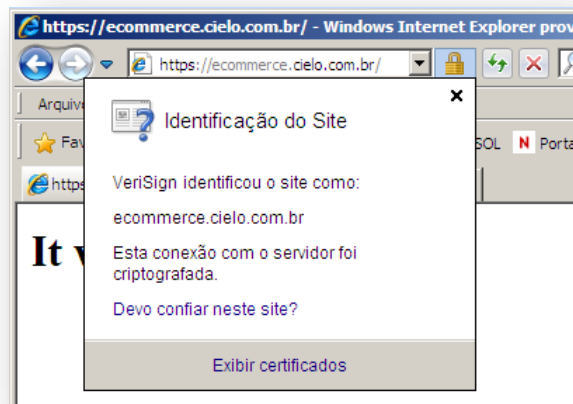 https://ecommerce.cielo.com.br/ - Windows Internet Explorer prov
https://ecommerce.cielo.com.br/
Arquiv
Identificação do Site
Fav
SOL N Porta
https
VeriSign identificou o site como:
ecommerce.cielo.com.br
It
Esta conexão com o servidor foi
criptografada.
Devo confiar neste site?
Exibir certificados